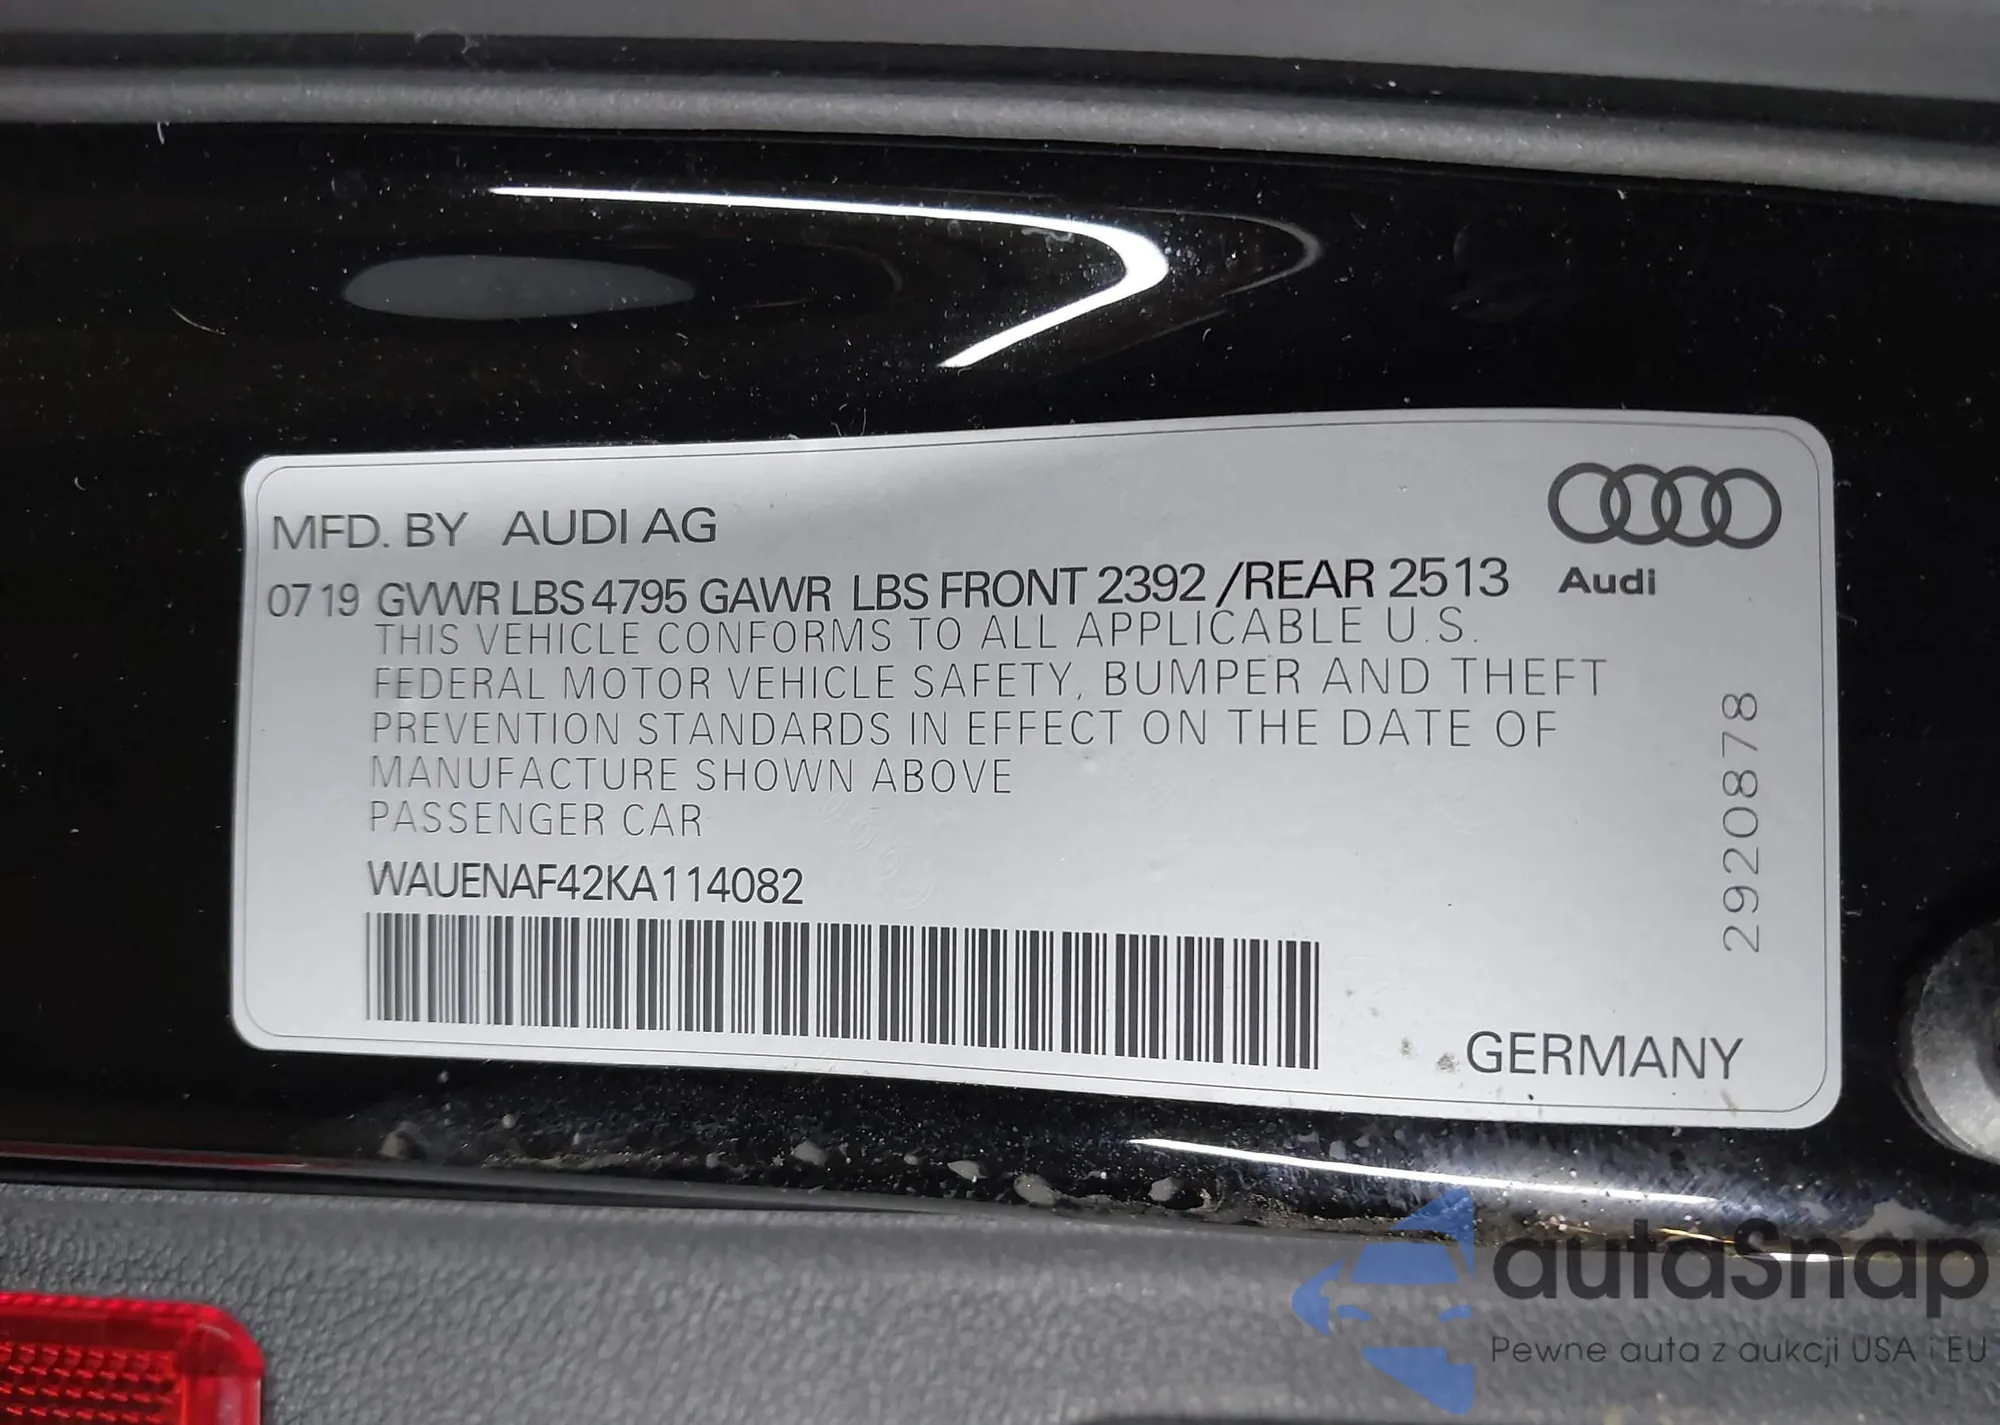 MFD. BY AUDI AG
07 19 GVWR LBS 4795 GAWR LBS FRONT 2392 /REAR 2513
Audi
THIS VEHICLE CONFORMS TO ALL APPLICABLE U.S.
FEDERAL MOTOR VEHICLE SAFETY, BUMPER AND THEFT
PREVENTION STANDARDS IN EFFECT ON THE DATE OF
MANUFACTURE SHOWN ABOVE
PASSENGER CAR
WAUENAF42KA114082
2920878
GERMANY
autaSnap
Pewne auta z aukcji USA i EU